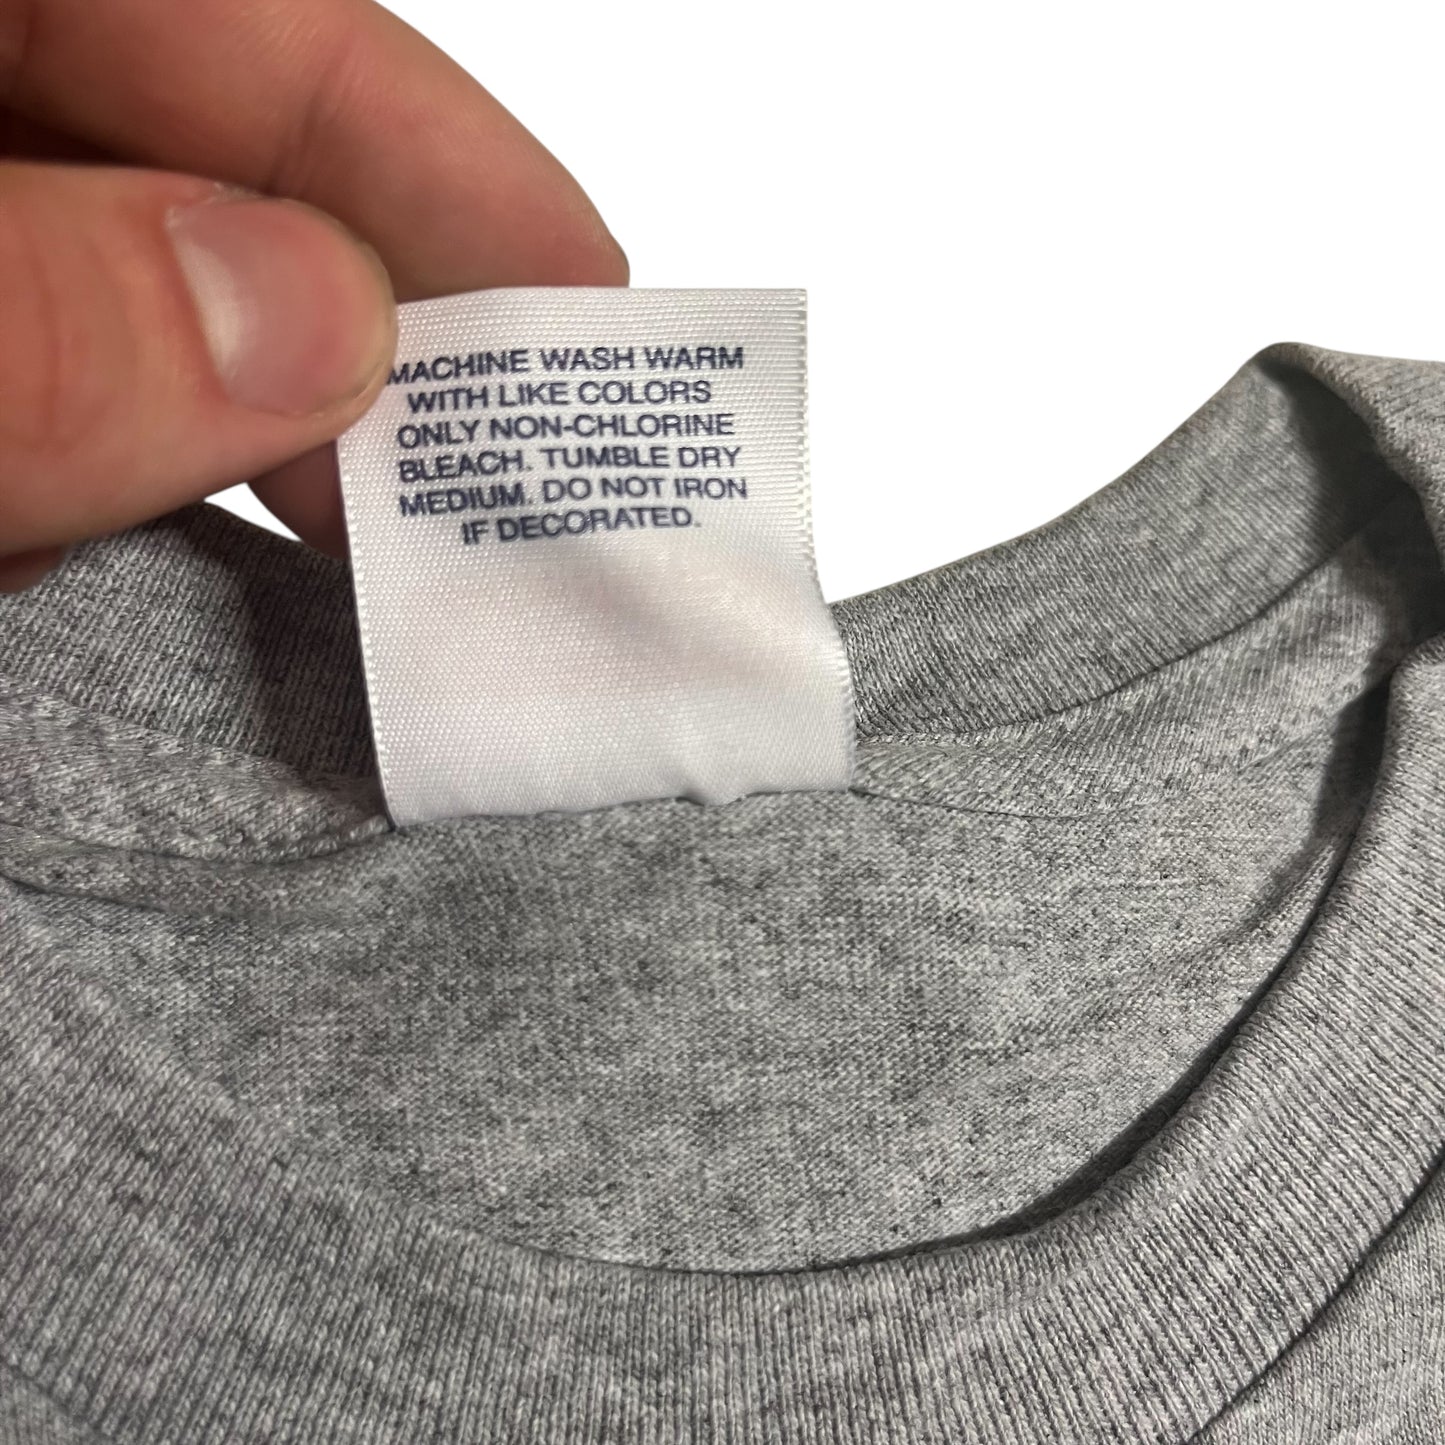 MACHINE WASH WARM
WITH LIKE COLORS
ONLY NON-CHLORINE
BLEACH. TUMBLE DRY
MEDIUM. DO NOT IRON
IF DECORATED.